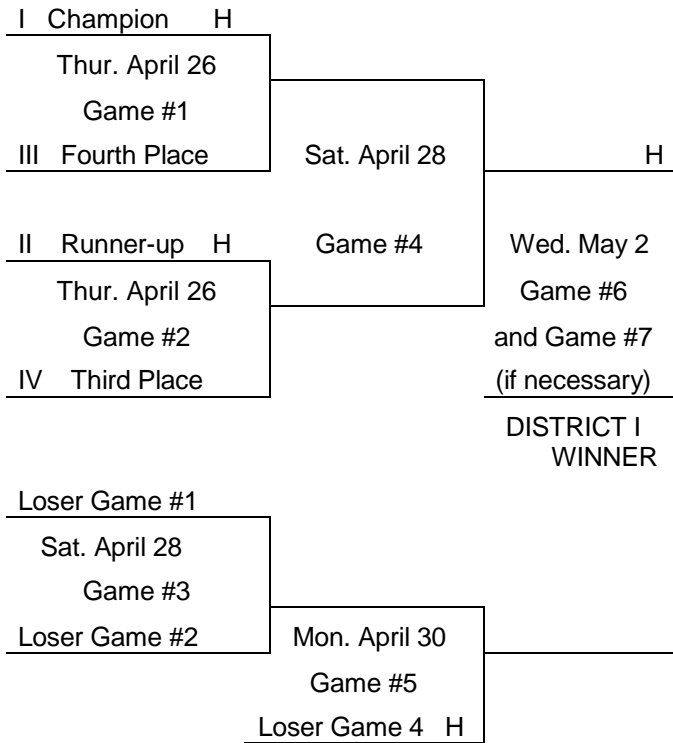 I Champion H
Thur. April 26
Game #1
III Fourth Place
Sat. April 28
H
II Runner-up H
Game #4
Wed. May 2
Thur. April 26
Game #6
Game #2
and Game #7
IV Third Place
(if necessary)
DISTRICT I
WINNER
Loser Game #1
Sat. April 28
Game #3
Loser Game #2
Mon. April 30
Game #5
Loser Game 4 H